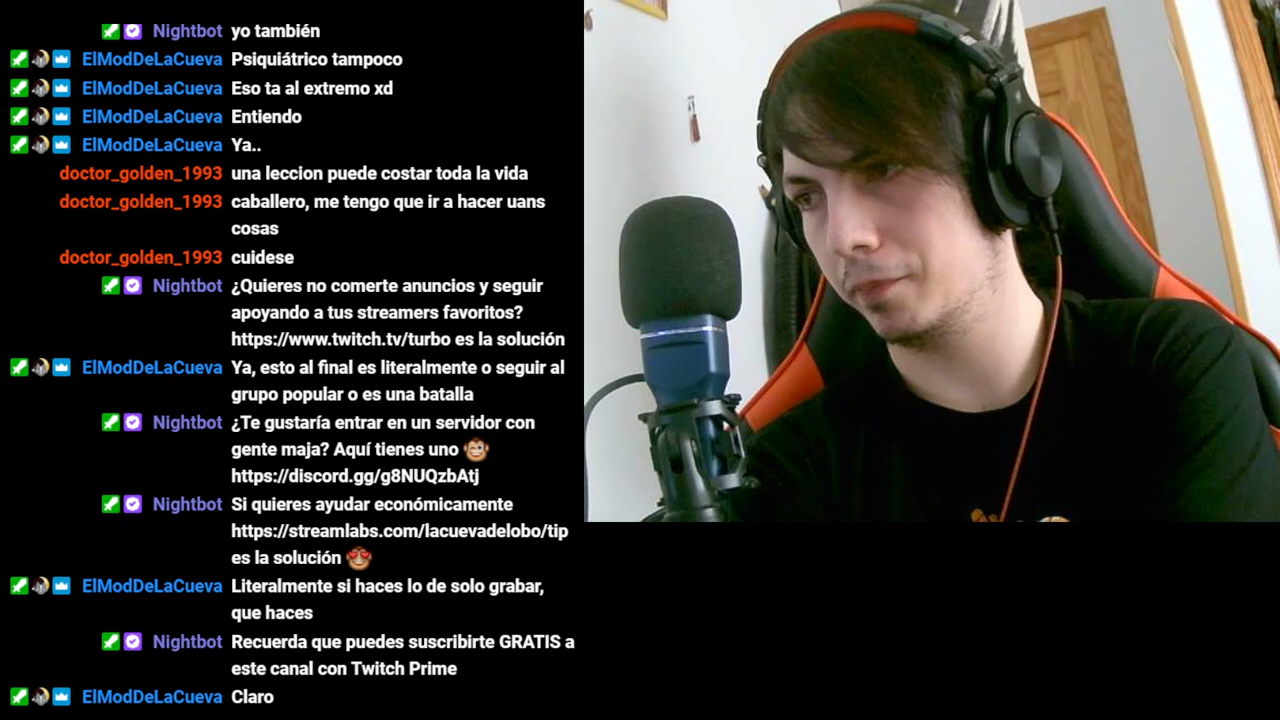 Nightbot yo también
ElModDeLaCueva Psiquiátrico tampoco
ElModDeLaCueva Eso ta al extremo xd
ElModDeLaCueva Entiendo
ElModDeLaCueva Ya..
doctor_golden_1993 una leccion puede costar toda la vida
doctor_golden_1993 caballero, me tengo que ir a hacer uans
cosas
doctor_golden_1993 cuidese
Nightbot ¿Quieres no comerte anuncios y seguir
apoyando a tus streamers favoritos?
https://www.twitch.tv/turbo es la solución
ElModDeLaCueva Ya, esto al final es literalmente o seguir al
grupo popular o es una batalla
Nightbot ¿Te gustaría entrar en un servidor con
gente maja? Aquí tienes uno
https://discord.gg/g8NUQzbAtj
Nightbot Si quieres ayudar económicamente
https://streamlabs.com/lacuevadelobo/tip
es la solución
ElModDeLaCueva Literalmente si haces lo de solo grabar,
que haces
Nightbot Recuerda que puedes suscribirte GRATIS a
este canal con Twitch Prime
ElModDeLaCueva Claro